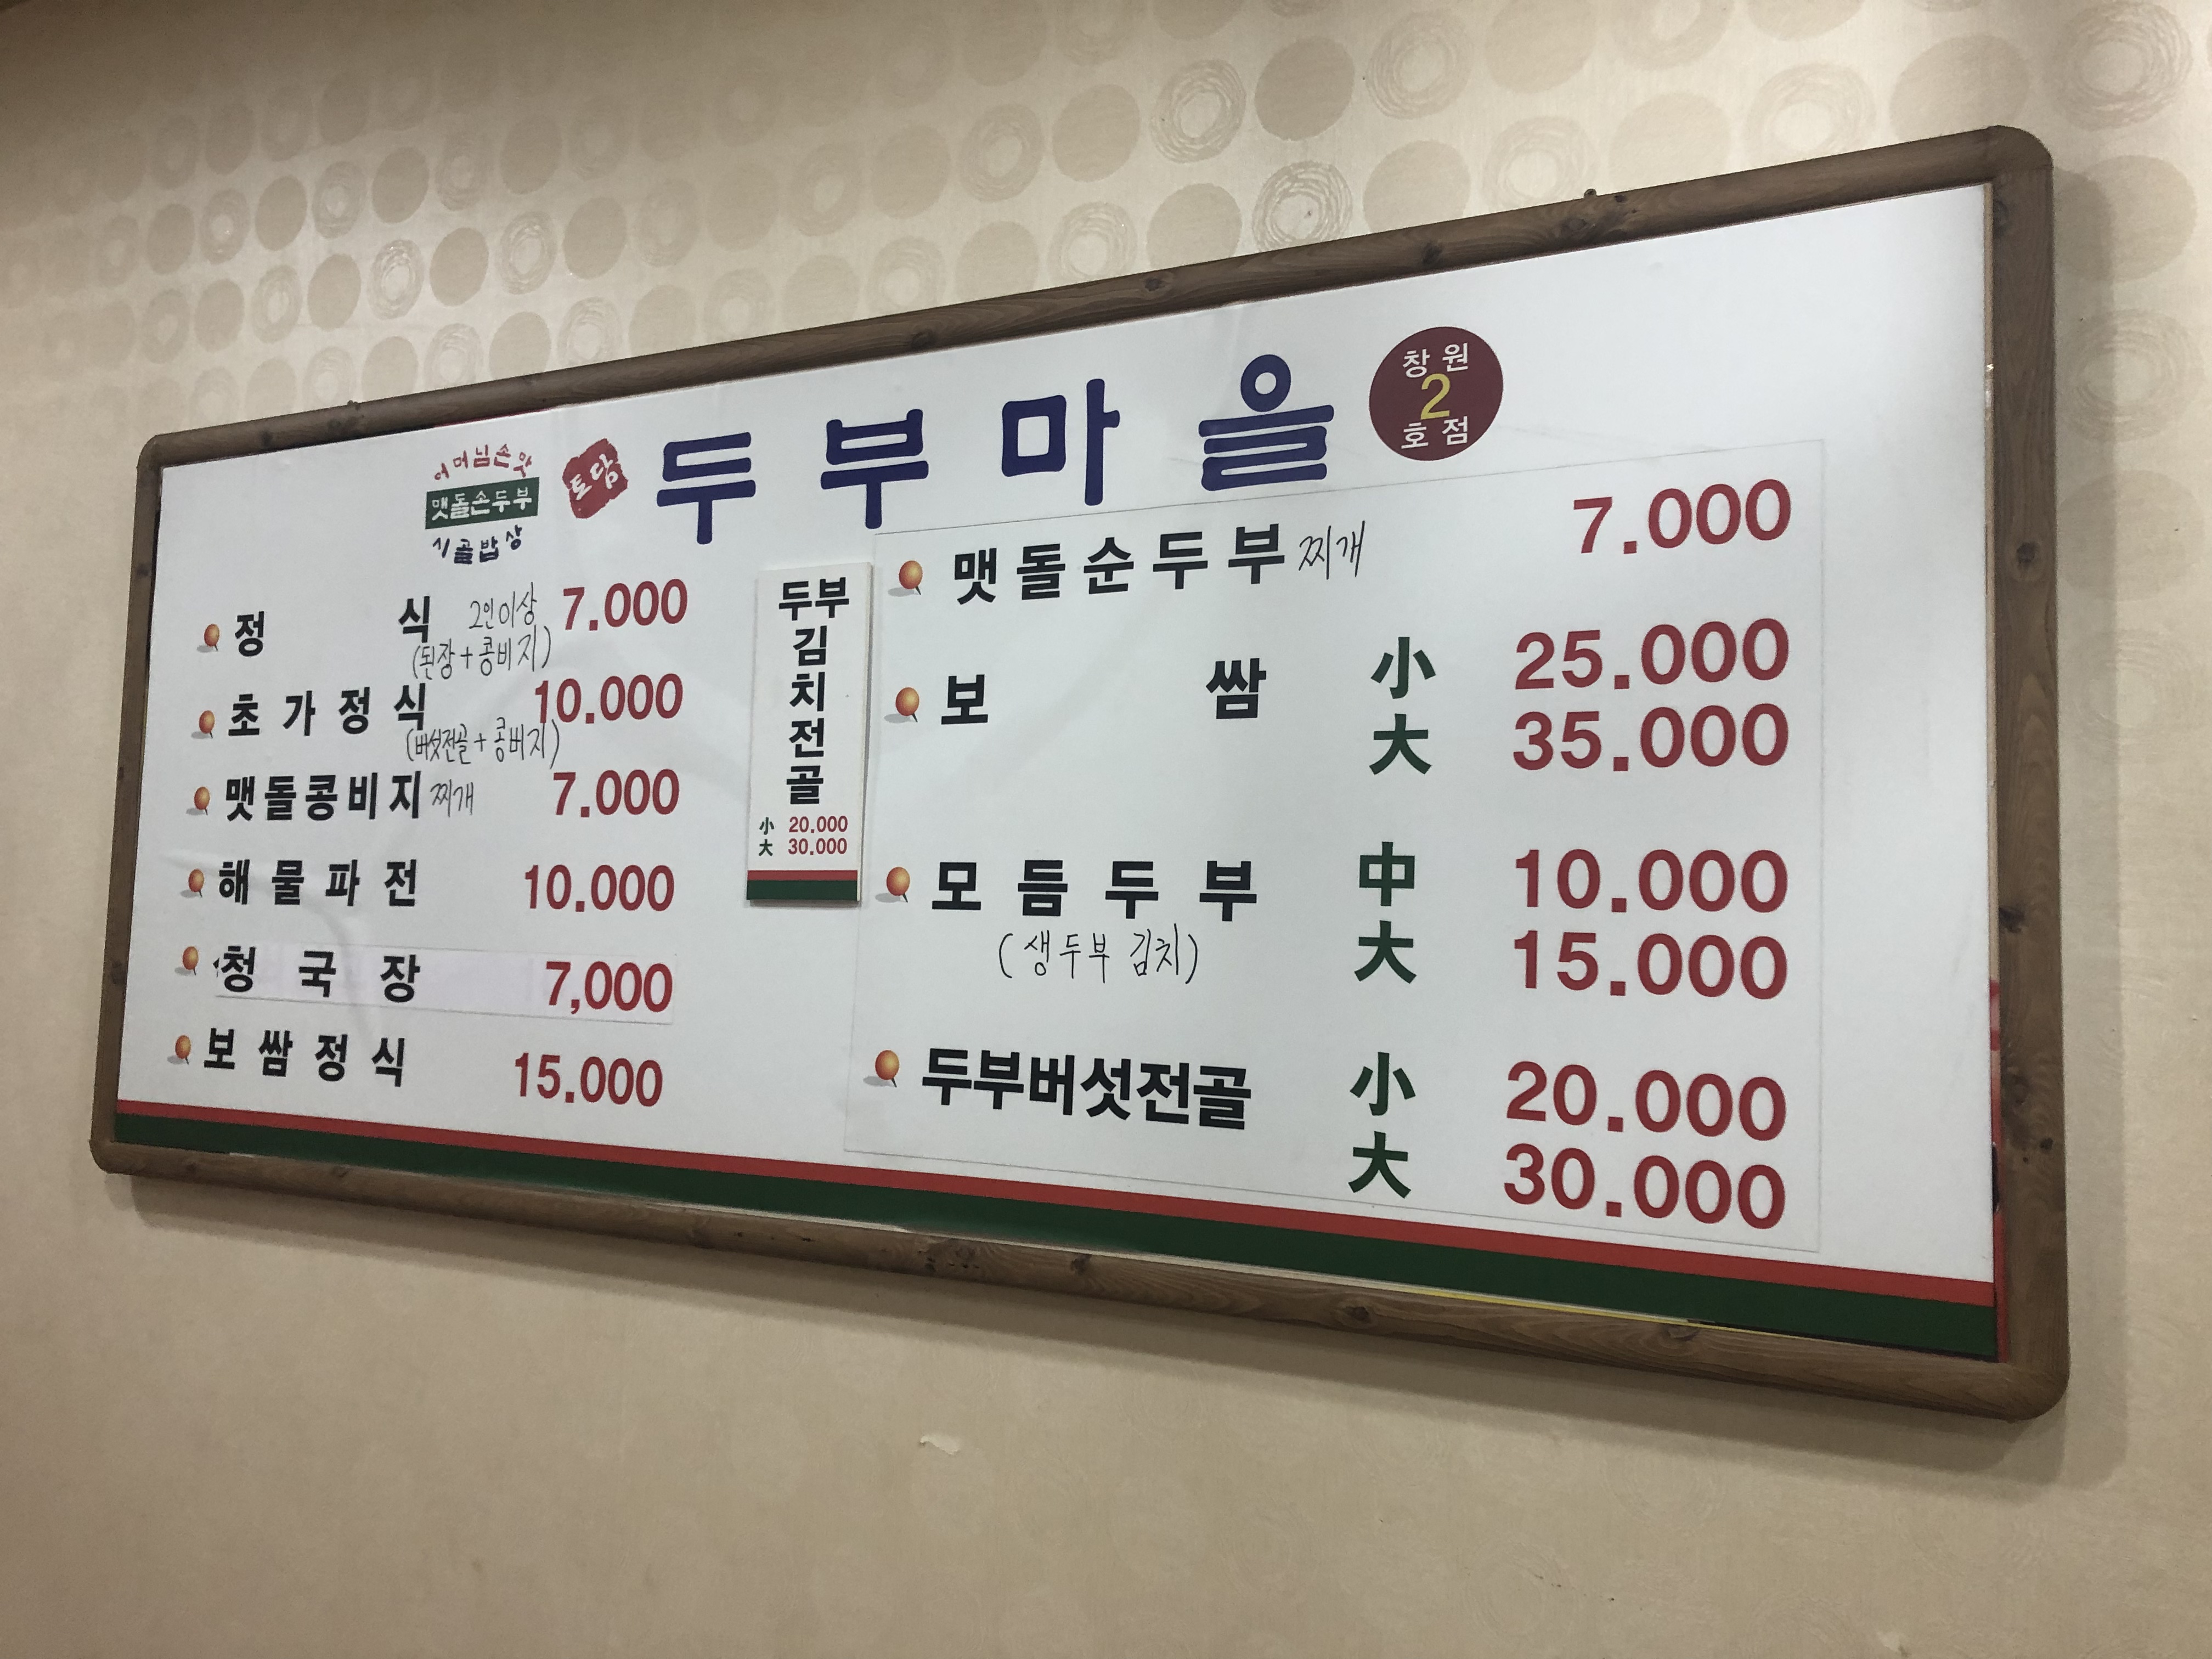 어머님손맛
맷돌손두부
시골밥상
토담
두부마을
창원
2
호점
정식 2인이상 7.000
(된장+콩비지)
초가정식 10.000
(버섯전골+콩비지)
맷돌콩비지찌개 7.000
해물파전 10.000
청국장 7,000
보쌈정식 15.000
두부
김
치
전
골
小 20.000
大 30.000
맷돌순두부찌개 7.000
보쌈 小 25.000
大 35.000
모듬두부 中 10.000
(생두부 김치) 大 15.000
두부버섯전골 小 20.000
大 30.000